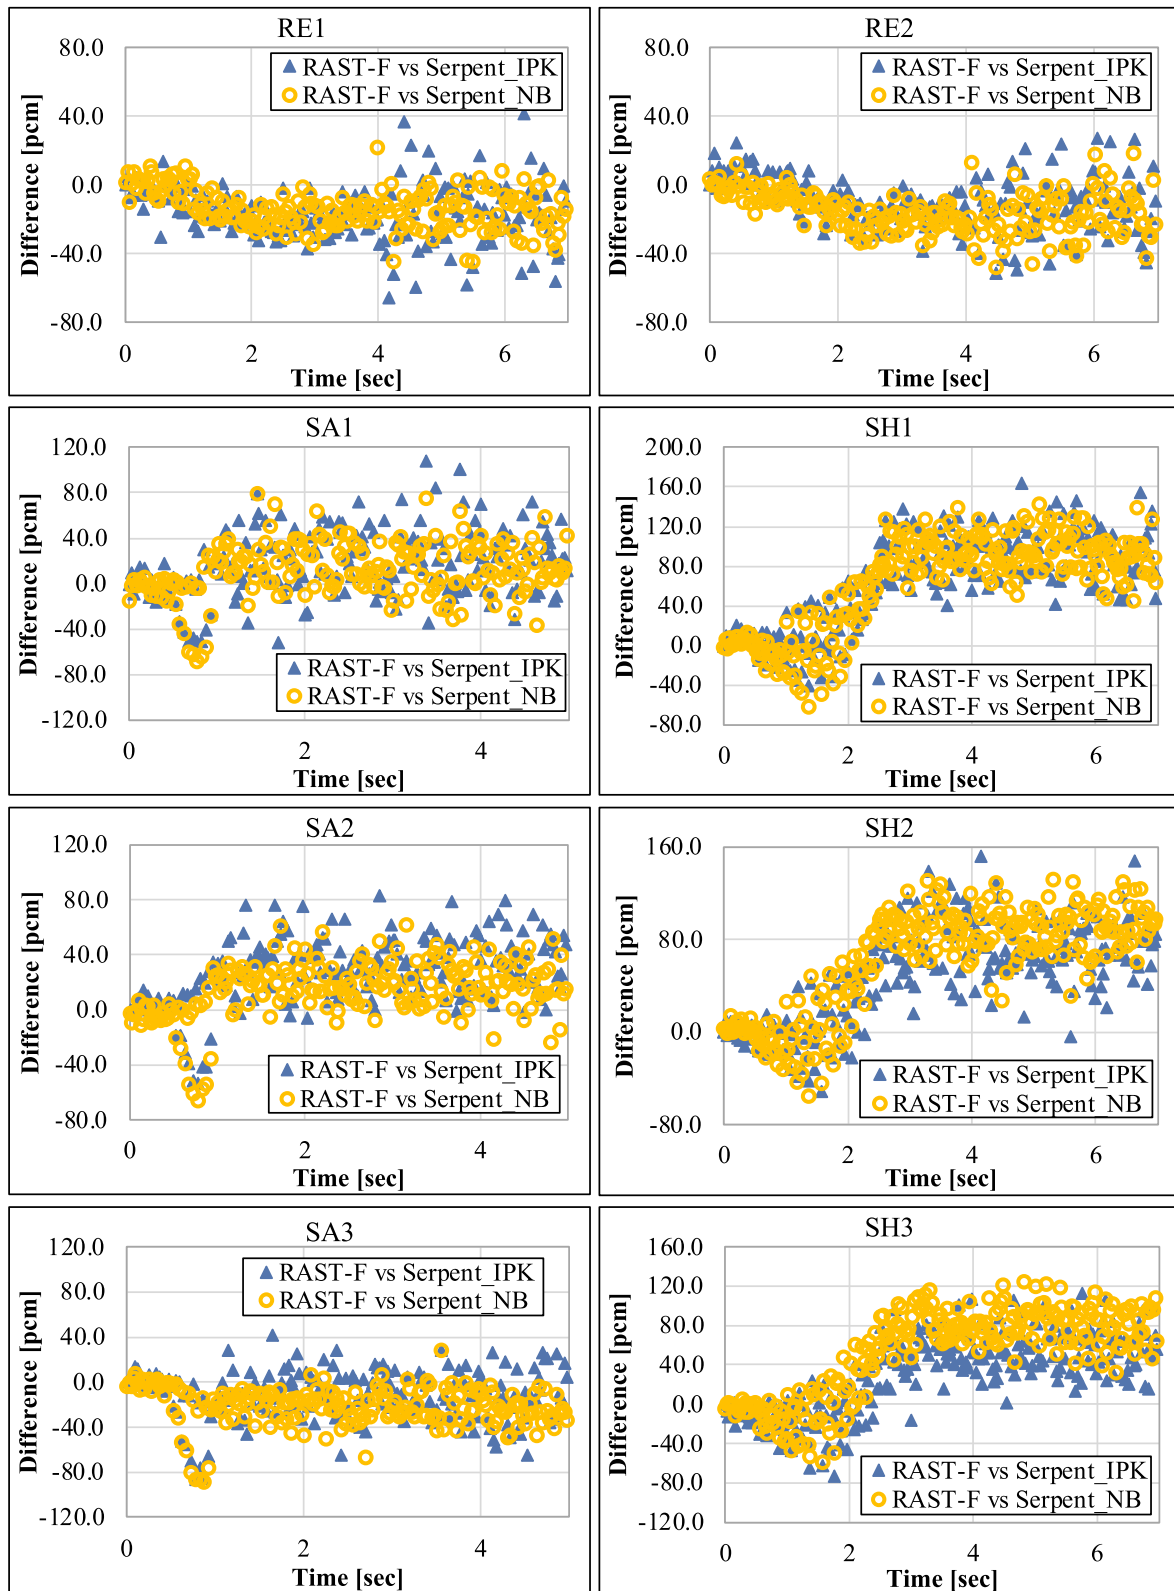 RE1
80.0
40.0
0.0
-40.0
-80.0
Difference [pcm]
RAST-F vs Serpent_IPK
RAST-F vs Serpent_NB
0 2 4 6
Time [sec]
RE2
80.0
40.0
0.0
-40.0
-80.0
Difference [pcm]
RAST-F vs Serpent_IPK
RAST-F vs Serpent_NB
0 2 4 6
Time [sec]
SA1
120.0
80.0
40.0
0.0
-40.0
-80.0
-120.0
Difference [pcm]
RAST-F vs Serpent_IPK
RAST-F vs Serpent_NB
0 2 4
Time [sec]
SH1
200.0
160.0
120.0
80.0
40.0
0.0
-40.0
-80.0
Difference [pcm]
RAST-F vs Serpent_IPK
RAST-F vs Serpent_NB
0 2 4 6
Time [sec]
SA2
120.0
80.0
40.0
0.0
-40.0
-80.0
Difference [pcm]
RAST-F vs Serpent_IPK
RAST-F vs Serpent_NB
0 2 4
Time [sec]
SH2
160.0
80.0
0.0
-80.0
Difference [pcm]
RAST-F vs Serpent_IPK
RAST-F vs Serpent_NB
0 2 4 6
Time [sec]
SA3
120.0
80.0
40.0
0.0
-40.0
-80.0
-120.0
Difference [pcm]
RAST-F vs Serpent_IPK
RAST-F vs Serpent_NB
0 2 4
Time [sec]
SH3
160.0
120.0
80.0
40.0
0.0
-40.0
-80.0
-120.0
Difference [pcm]
RAST-F vs Serpent_IPK
RAST-F vs Serpent_NB
0 2 4 6
Time [sec]